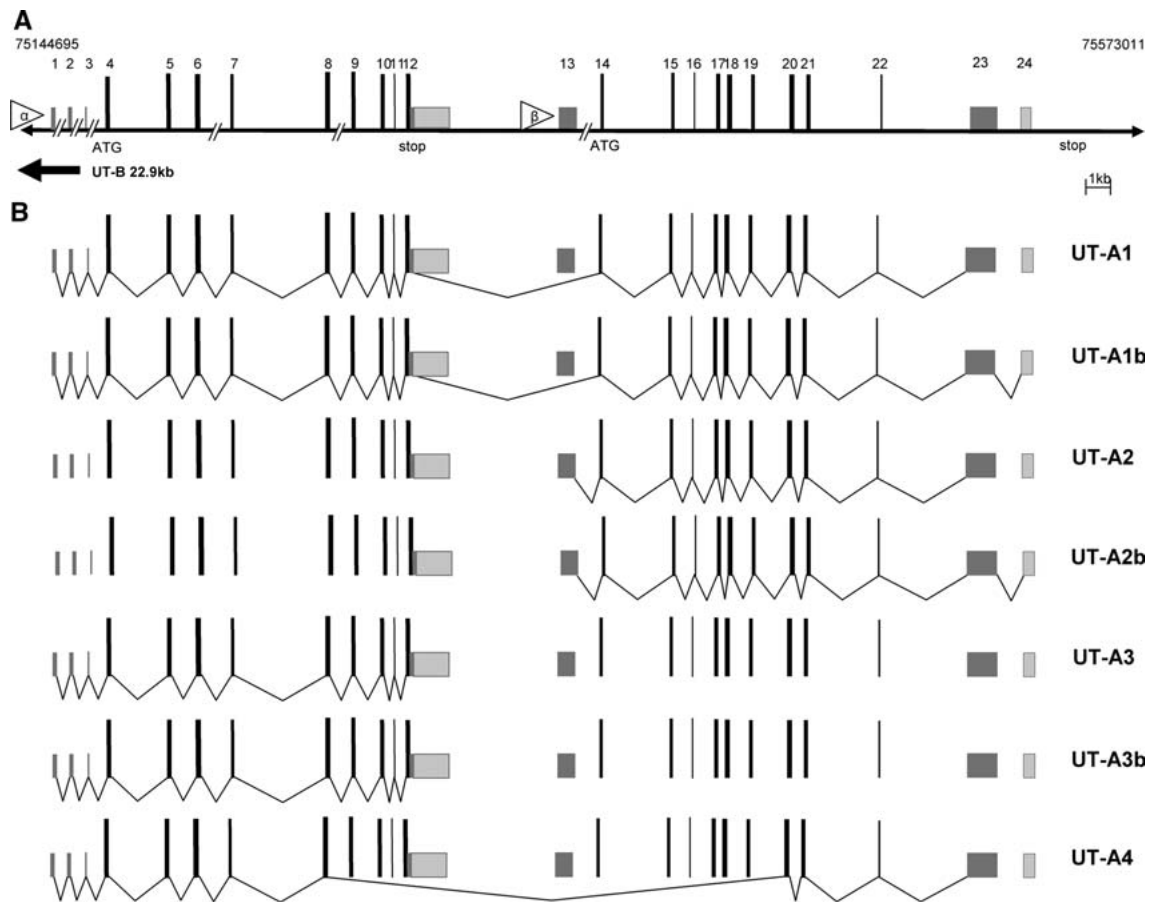 A
75144695 75573011
1 2 3 4 5 6 7 8 9 10 11 12 13 14 15 16 17 18 19 20 21 22 23 24
α β
ATG stop ATG stop
UT-B 22.9kb 1kb
B
UT-A1
UT-A1b
UT-A2
UT-A2b
UT-A3
UT-A3b
UT-A4